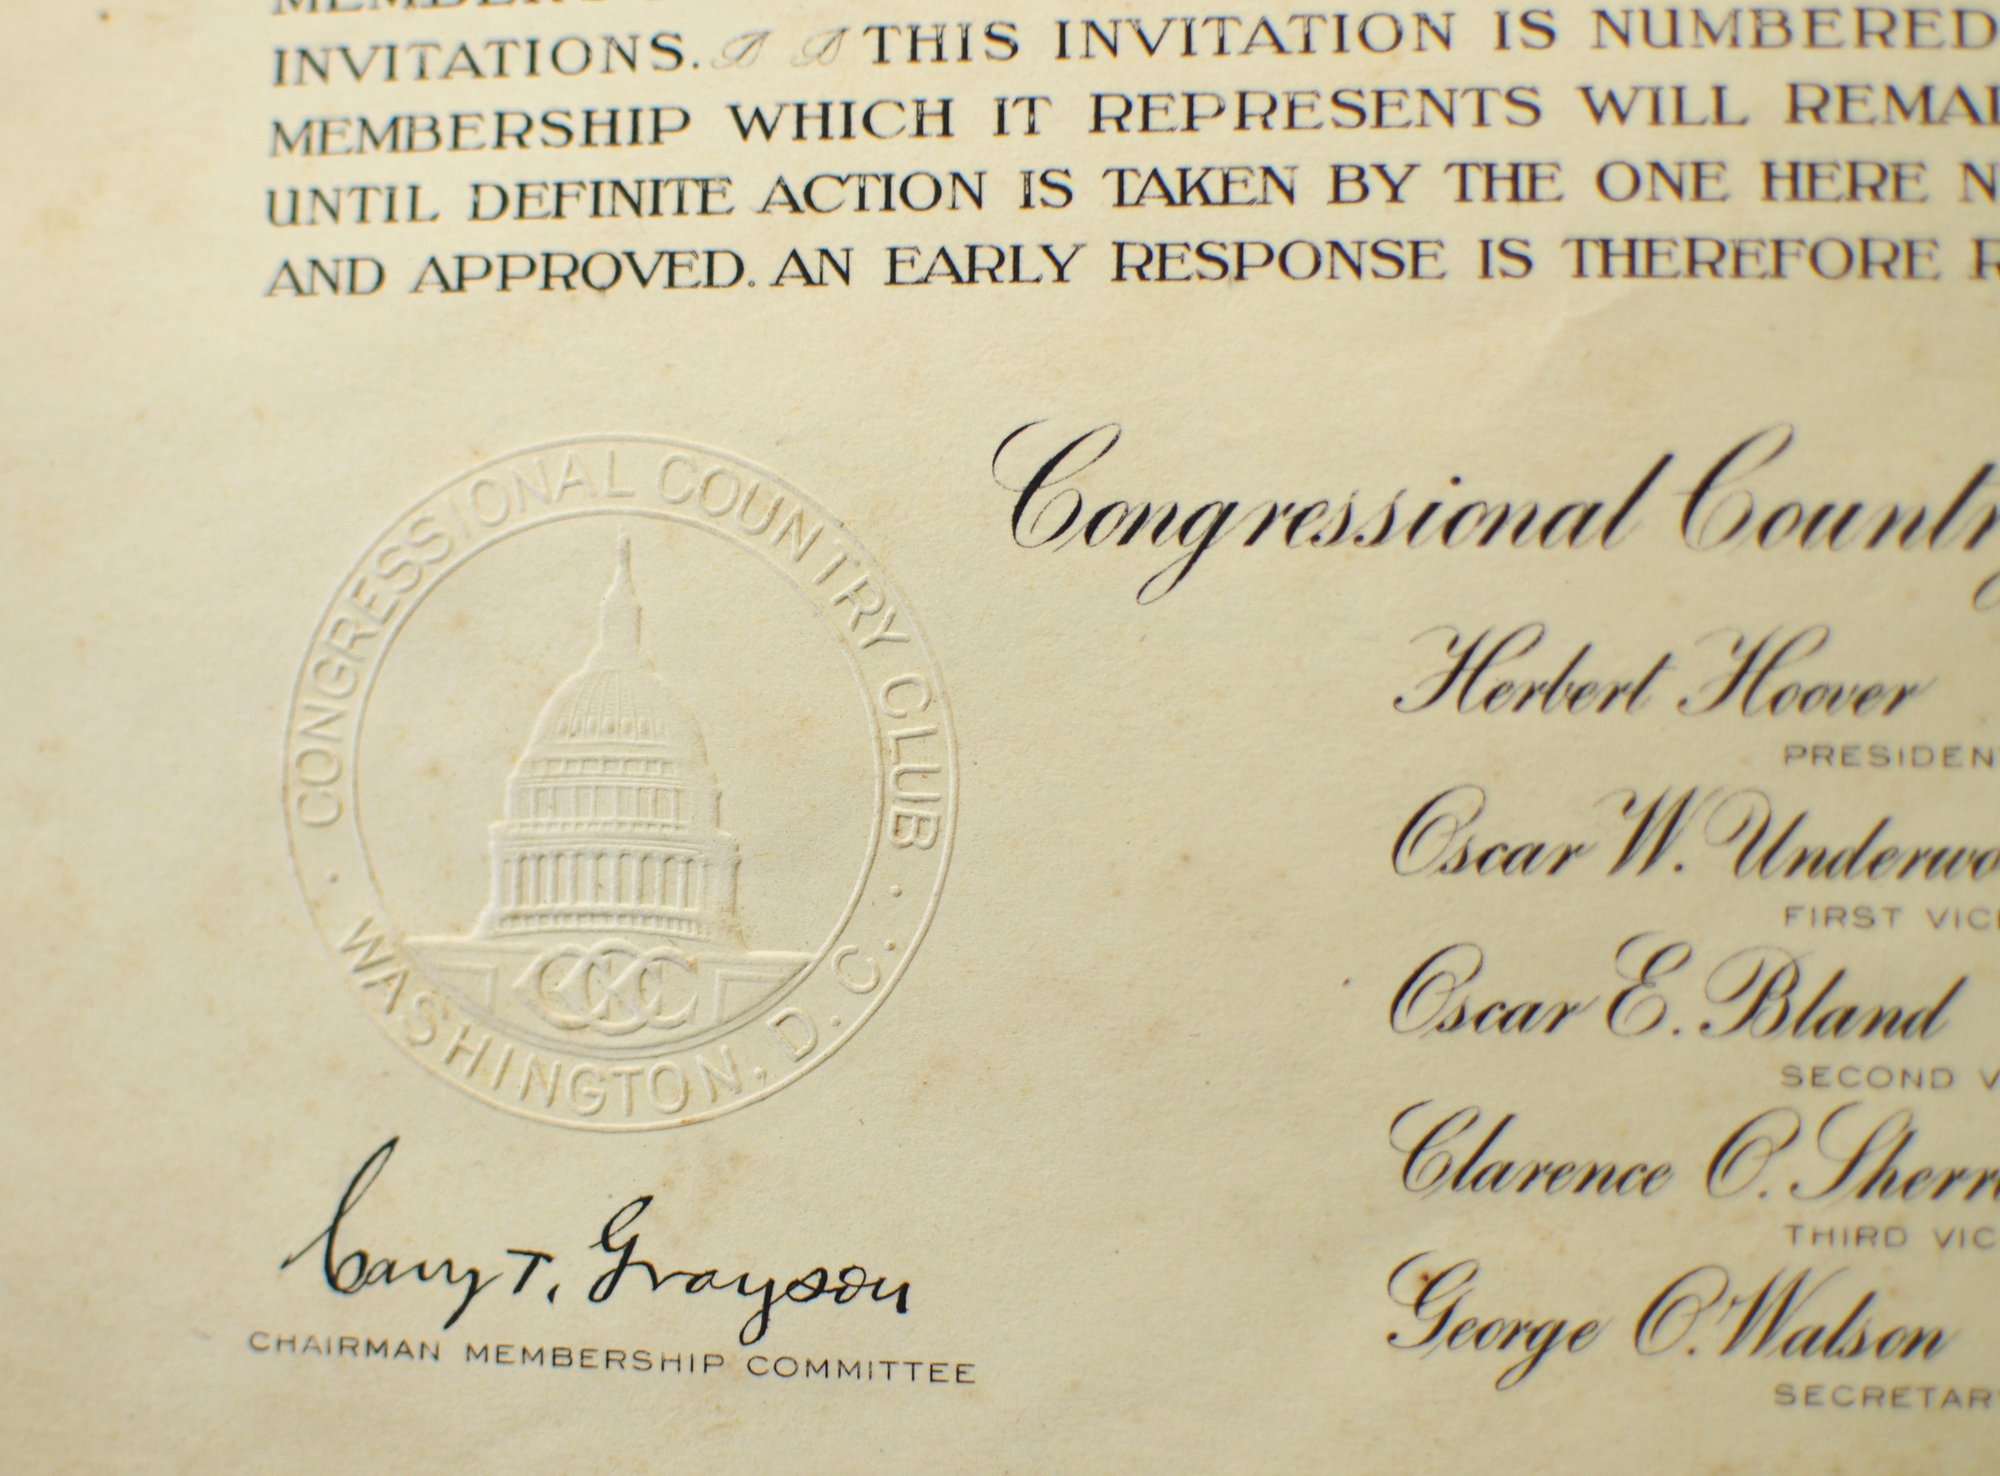 INVITATIONS. THIS INVITATION IS NUMBERED
MEMBERSHIP WHICH IT REPRESENTS WILL REMAI
UNTIL DEFINITE ACTION IS TAKEN BY THE ONE HERE N
AND APPROVED. AN EARLY RESPONSE IS THEREFORE R
CONGRESSIONAL COUNTRY CLUB
WASHINGTON, D. C.
CCC
Cary T. Grayson
CHAIRMAN MEMBERSHIP COMMITTEE
Congressional Country
Herbert Hoover
PRESIDEN
Oscar W. Underwo
FIRST VIC
Oscar E. Bland
SECOND V
Clarence O. Sherr
THIRD VIC
George O. Walson
SECRETAR